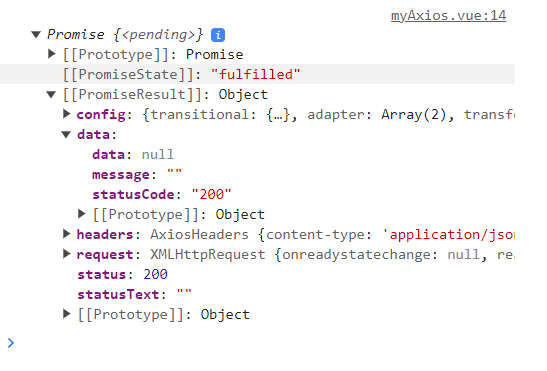 myAxios.vue:14
▼ Promise {<pending>} i
▶ [[Prototype]]: Promise
[[PromiseState]]: "fulfilled"
▼ [[PromiseResult]]: Object
▶ config: {transitional: {…}, adapter: Array(2), transfo
▼ data:
data: null
message: ""
statusCode: "200"
▶ [[Prototype]]: Object
▶ headers: AxiosHeaders {content-type: 'application/json
▶ request: XMLHttpRequest {onreadystatechange: null, rea
status: 200
statusText: ""
▶ [[Prototype]]: Object
>